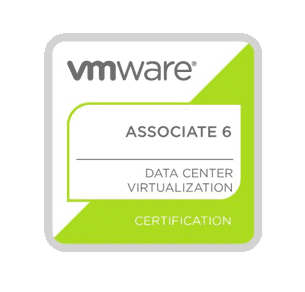 vmware®
ASSOCIATE 6
DATA CENTER
VIRTUALIZATION
CERTIFICATION